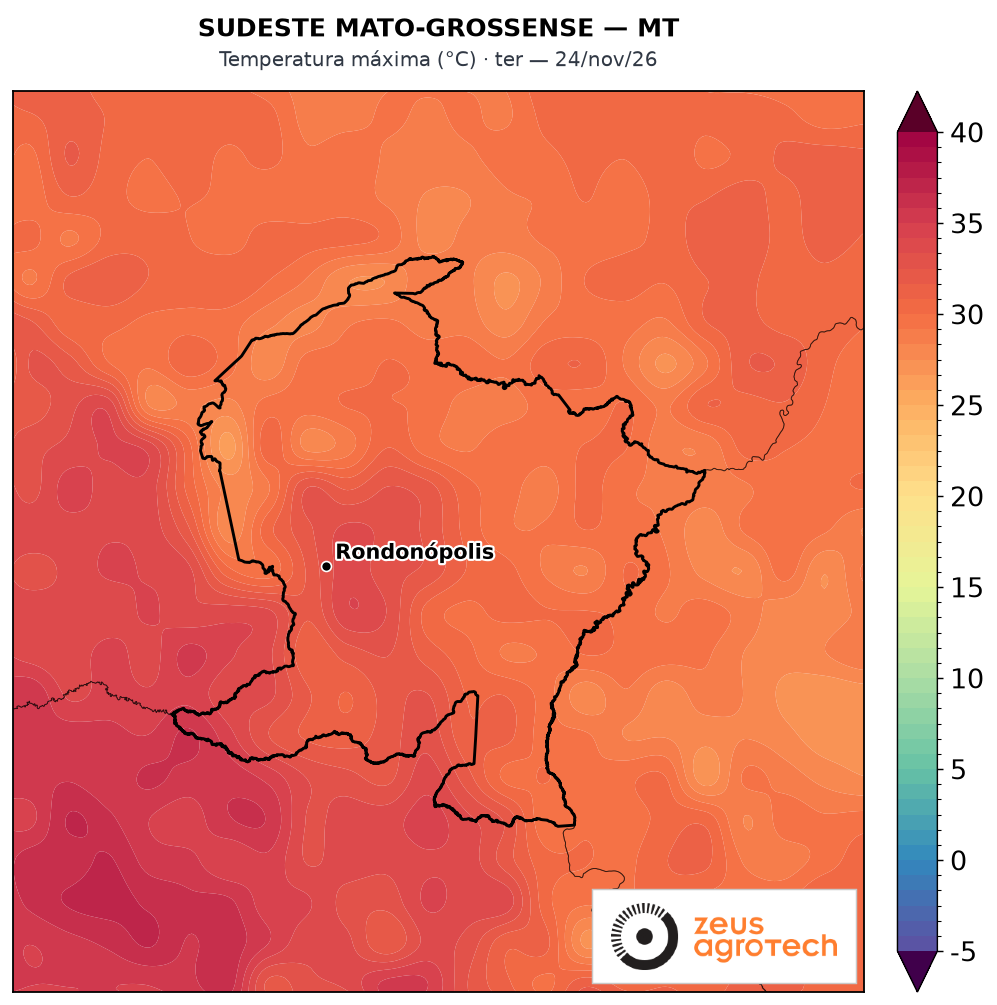 SUDESTE MATO-GROSSENSE — MT
Temperatura máxima (°C) · ter — 24/nov/26
Rondonópolis
40
35
30
25
20
15
10
5
0
-5
zeus
agrotech